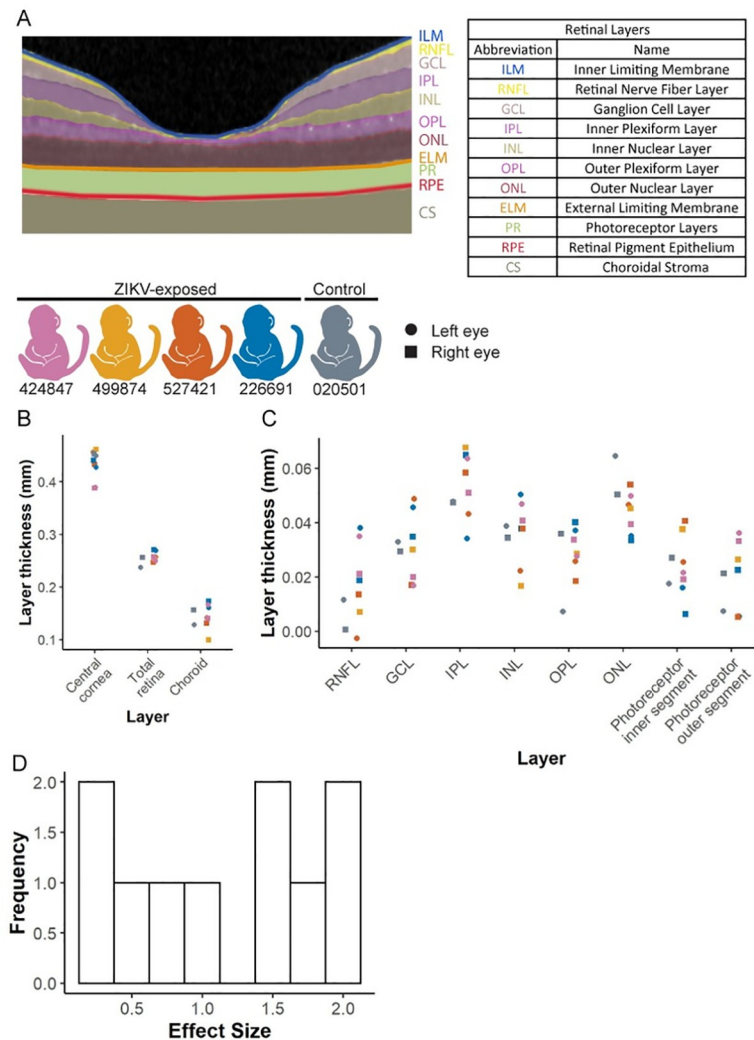 A
ILM
RNFL
GCL
IPL
INL
OPL
ONL
ELM
PR
RPE
CS
Retinal Layers
Abbreviation Name
ILM Inner Limiting Membrane
RNFL Retinal Nerve Fiber Layer
GCL Ganglion Cell Layer
IPL Inner Plexiform Layer
INL Inner Nuclear Layer
OPL Outer Plexiform Layer
ONL Outer Nuclear Layer
ELM External Limiting Membrane
PR Photoreceptor Layers
RPE Retinal Pigment Epithelium
CS Choroidal Stroma
ZIKV-exposed Control
424847 499874 527421 226691 020501
Left eye
Right eye
B
Layer thickness (mm)
0.4
0.3
0.2
0.1
Central
cornea
Total
retina
Choroid
Layer
C
Layer thickness (mm)
0.06
0.04
0.02
0.00
RNFL
GCL
IPL
INL
OPL
ONL
Photoreceptor
inner segment
Photoreceptor
outer segment
Layer
D
Frequency
2.0
1.5
1.0
0.5
0.0
0.5 1.0 1.5 2.0
Effect Size